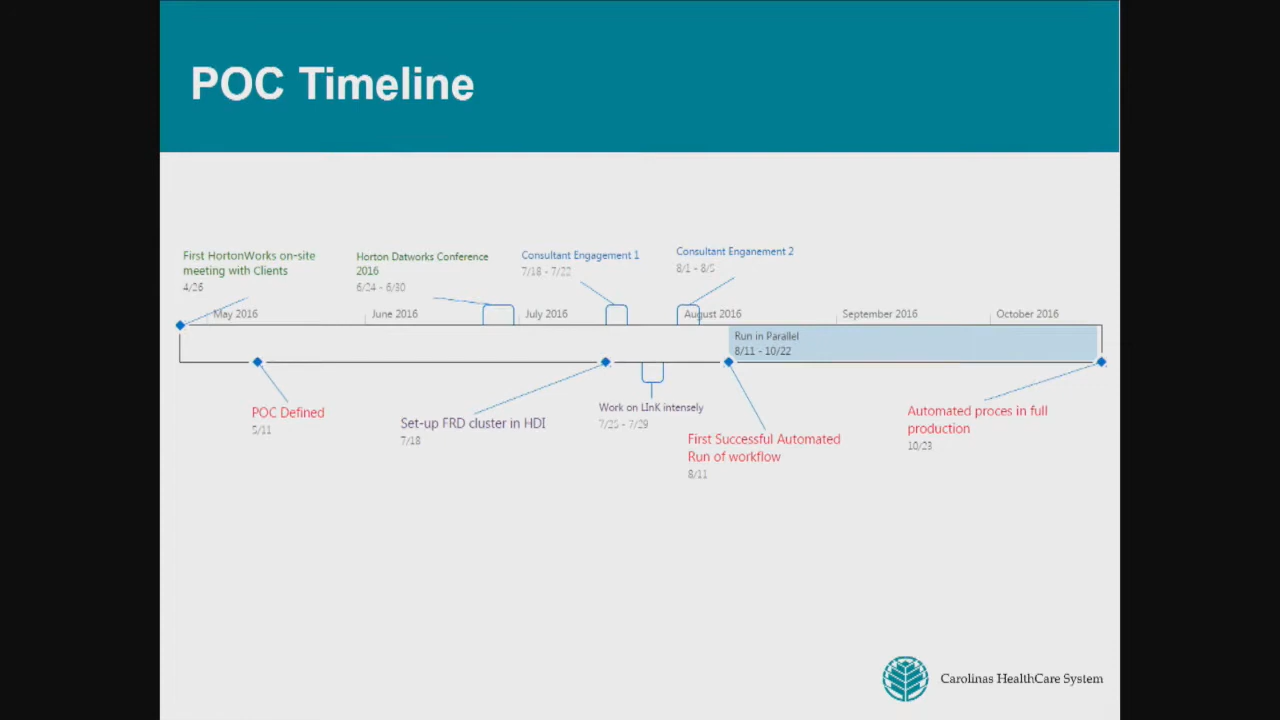 POC Timeline
First HortonWorks on-site
meeting with Clients
4/26
Horton Datworks Conference
2016
6/24 - 6/30
Consultant Engagement 1
7/18 - 7/22
Consultant Enganement 2
8/1 - 8/5
May 2016
June 2016
July 2016
August 2016
September 2016
October 2016
Run in Parallel
8/11 - 10/22
POC Defined
5/11
Set-up FRD cluster in HDI
7/18
Work on LInK intensely
7/25 - 7/29
First Successful Automated
Run of workflow
8/11
Automated proces in full
production
10/23
Carolinas HealthCare System